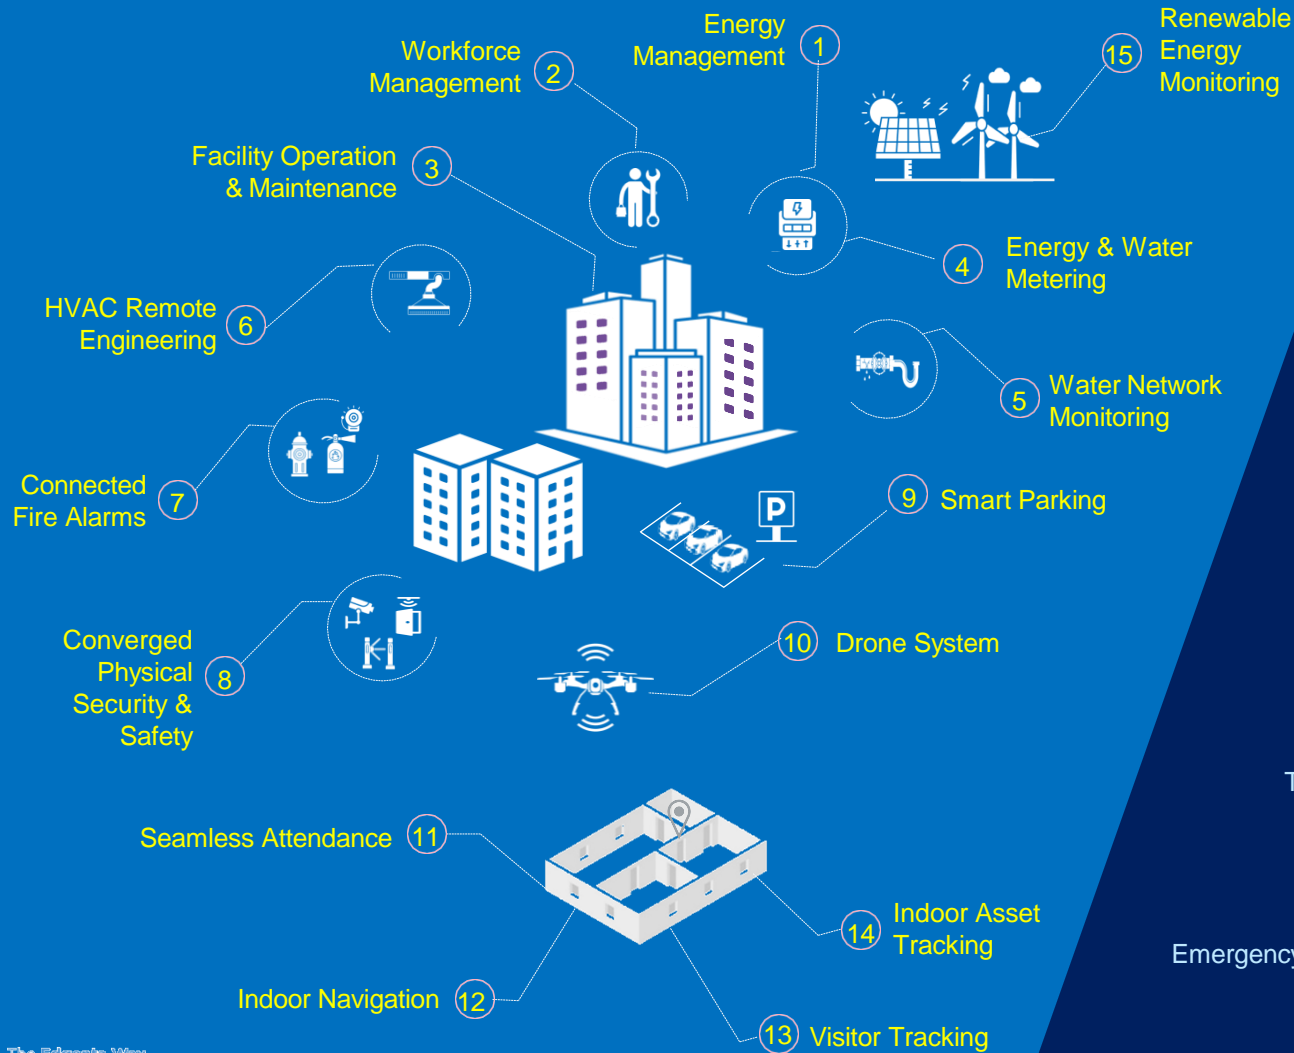 Energy
Management
1
Workforce
Management
2
Renewable
Energy
Monitoring
15
Facility Operation
& Maintenance
3
Energy & Water
Metering
4
HVAC Remote
Engineering
6
Water Network
Monitoring
5
Connected
Fire Alarms
7
P
9
Smart Parking
Converged
Physical
Security &
Safety
8
10
Drone System
T
Seamless Attendance
11
Indoor Asset
Tracking
14
Emergency
Indoor Navigation
12
13
Visitor Tracking